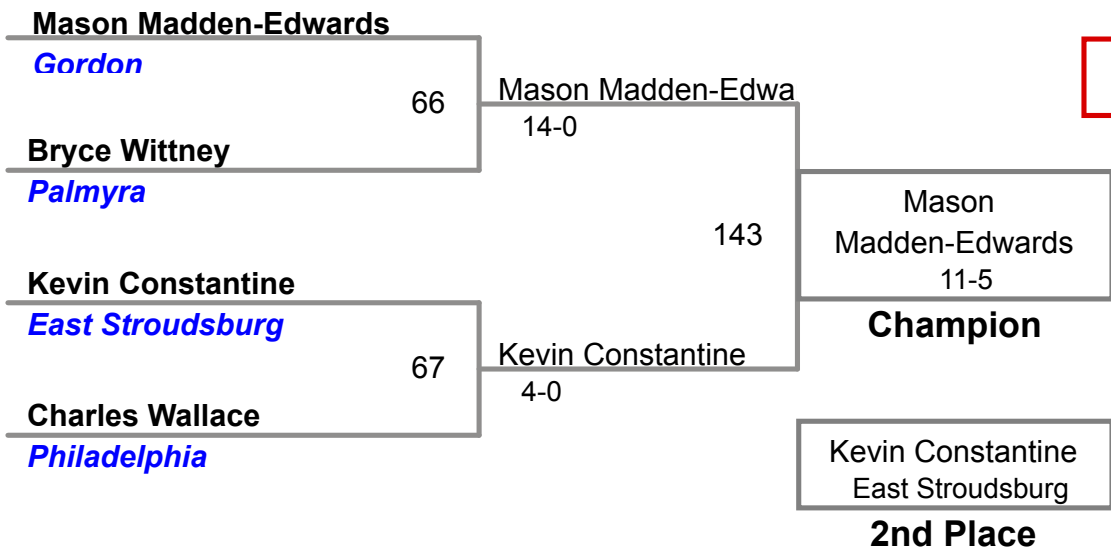 Mason Madden-Edwards
Gordon
66
Mason Madden-Edwa
14-0
Bryce Wittney
Palmyra
143
Mason
Madden-Edwards
11-5
Champion
Kevin Constantine
East Stroudsburg
67
Kevin Constantine
4-0
Charles Wallace
Philadelphia
Kevin Constantine
East Stroudsburg
2nd Place